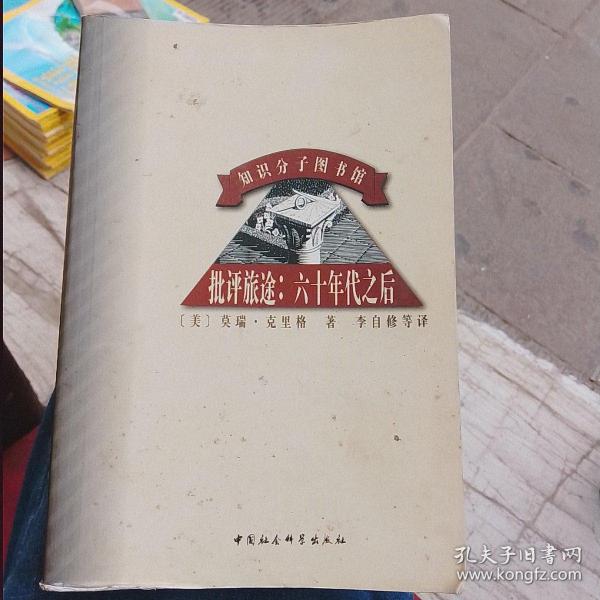 知识分子图书馆
批评旅途：六十年代之后
〔美〕莫瑞·克里格 著 李自修等译
中国社会科学出版社
孔夫子旧书网
www.kongfz.com